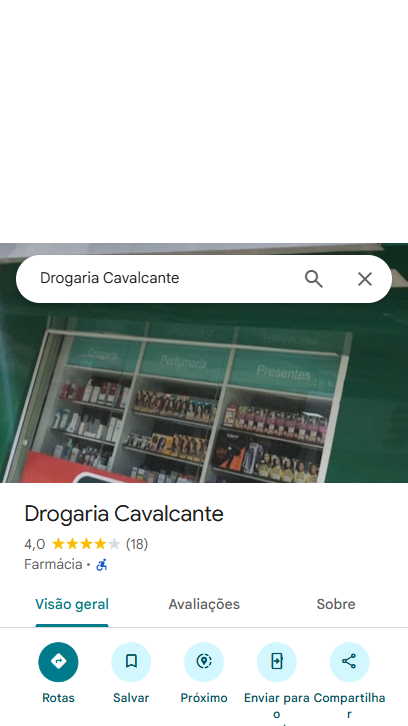 Drogaria Cavalcante
Drogaria
Perfumaria
Presentes
Drogaria Cavalcante
4,0 (18)
Farmácia ·
Visão geral Avaliações Sobre
Rotas Salvar Próximo Enviar para o Compartilhar